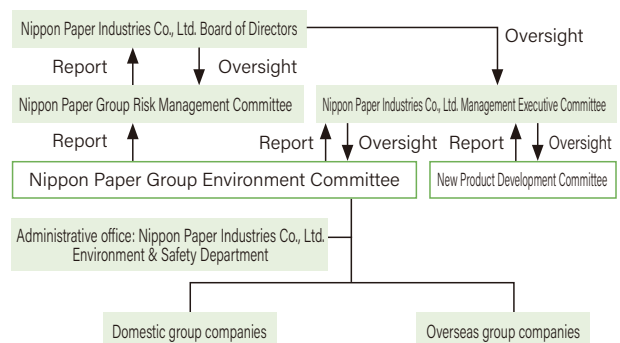 Nippon Paper Industries Co., Ltd. Board of Directors
Oversight
Report
Oversight
Nippon Paper Group Risk Management Committee
Nippon Paper Industries Co., Ltd. Management Executive Committee
Report
Report
Oversight
Report
Oversight
Nippon Paper Group Environment Committee
New Product Development Committee
Administrative office: Nippon Paper Industries Co., Ltd.
Environment & Safety Department
Domestic group companies
Overseas group companies